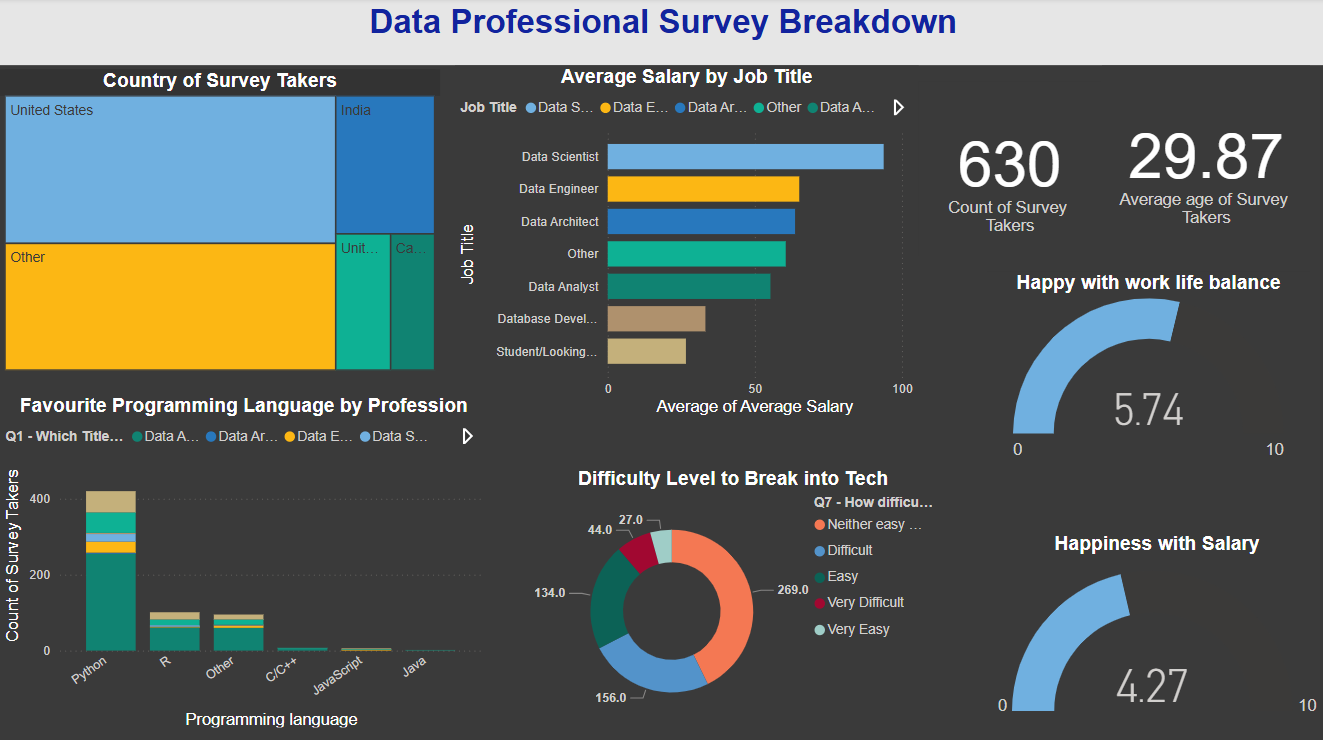 Data Professional Survey Breakdown
Country of Survey Takers
United States
India
Other
Unit...
Ca...
Average Salary by Job Title
Job Title Data S... Data E... Data Ar... Other Data A...
Job Title
Data Scientist
Data Engineer
Data Architect
Other
Data Analyst
Database Devel...
Student/Looking...
0 50 100
Average of Average Salary
630
Count of Survey
Takers
29.87
Average age of Survey
Takers
Happy with work life balance
5.74
0 10
Favourite Programming Language by Profession
Q1 - Which Title... Data A... Data Ar... Data E... Data S...
Count of Survey Takers
400
200
0
Python R Other C/C++ JavaScript Java
Programming language
Difficulty Level to Break into Tech
Q7 - How difficu...
Neither easy ...
Difficult
Easy
Very Difficult
Very Easy
27.0
44.0
134.0
269.0
156.0
Happiness with Salary
4.27
0 10